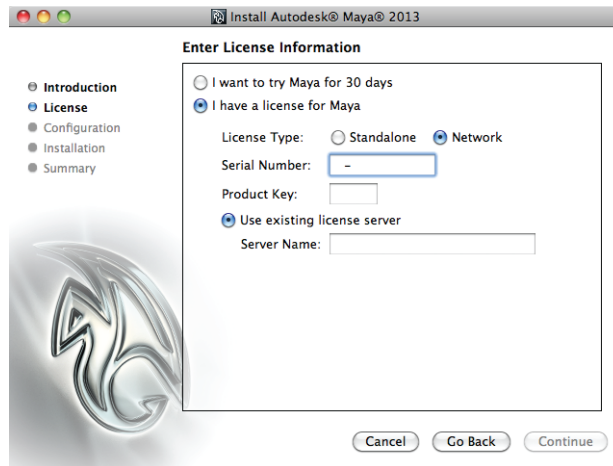 Install Autodesk® Maya® 2013
Enter License Information
Introduction
License
Configuration
Installation
Summary
I want to try Maya for 30 days
I have a license for Maya
License Type: Standalone Network
Serial Number: –
Product Key:
Use existing license server
Server Name:
Cancel Go Back Continue